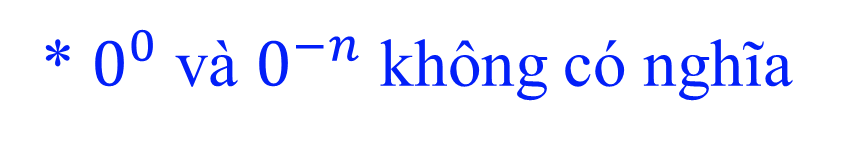 * 0⁰ và 0⁻ⁿ không có nghĩa